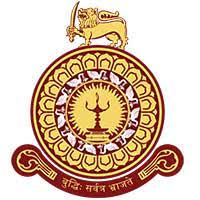 बुद्धिः सर्वत्र भ्राजते